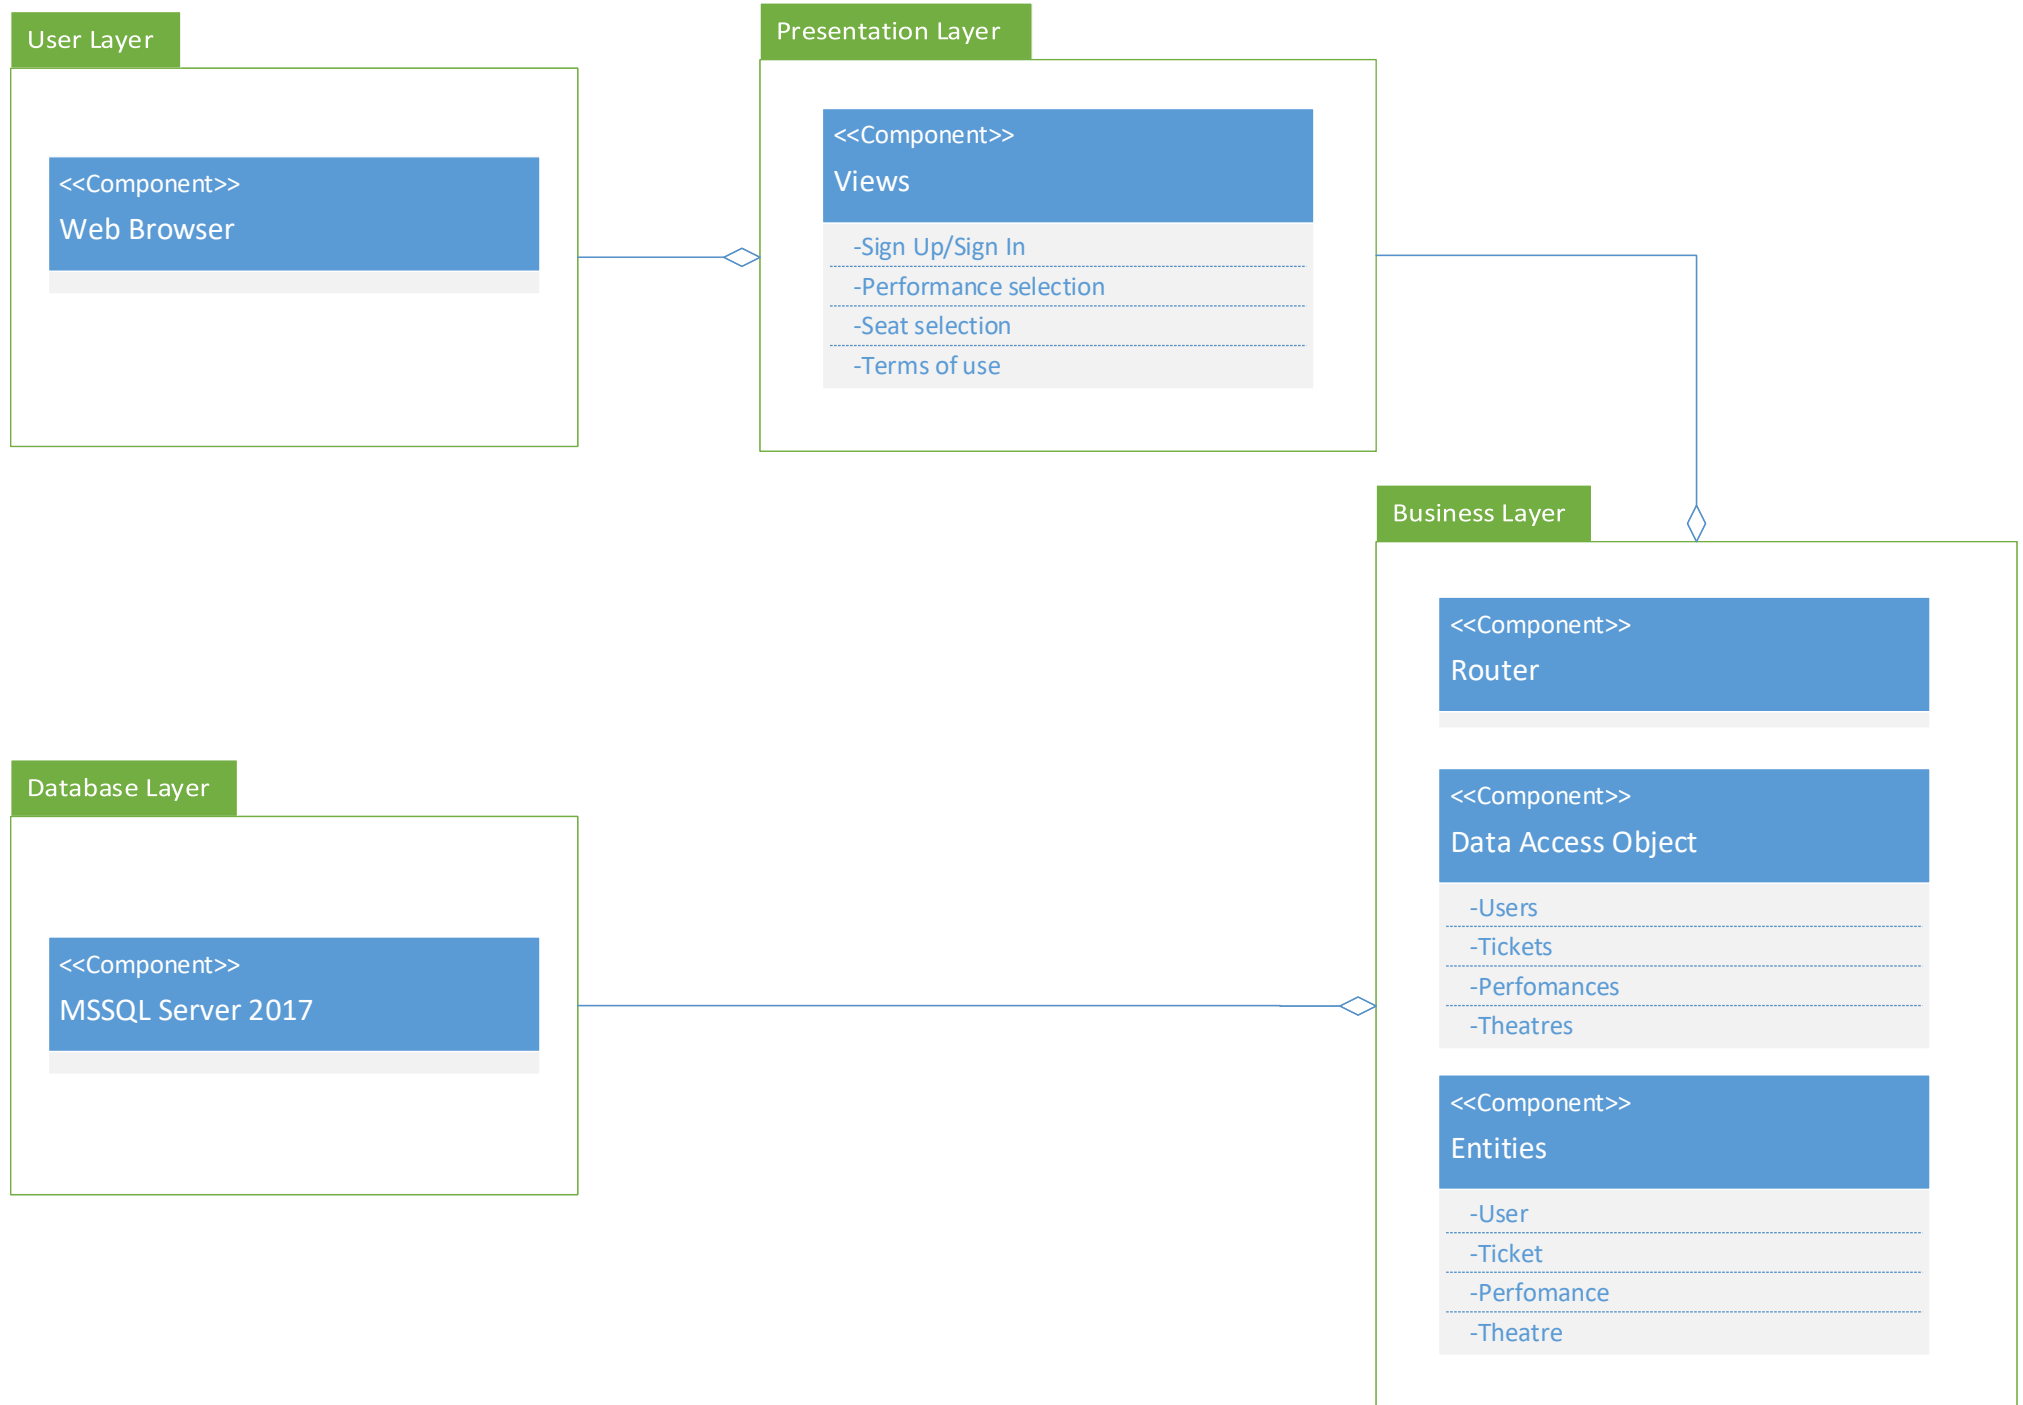 User Layer
<<Component>>
Web Browser
Presentation Layer
<<Component>>
Views
-Sign Up/Sign In
-Performance selection
-Seat selection
-Terms of use
Business Layer
<<Component>>
Router
<<Component>>
Data Access Object
-Users
-Tickets
-Perfomances
-Theatres
<<Component>>
Entities
-User
-Ticket
-Perfomance
-Theatre
Database Layer
<<Component>>
MSSQL Server 2017